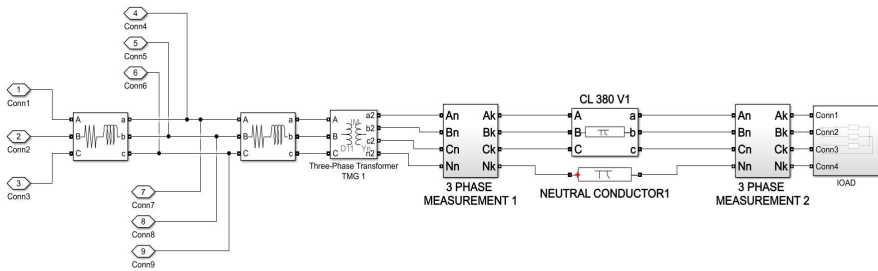 4
Conn4
5
Conn5
6
Conn6
1
Conn1
2
Conn2
3
Conn3
A a
B b
C c
A a
B b
C c
A a2
B b2
c2
C n2
D11 Yn
Three-Phase Transformer
TMG 1
An Ak
Bn Bk
Cn Ck
Nn Nk
3 PHASE
MEASUREMENT 1
CL 380 V1
A a
B b
C c
NEUTRAL CONDUCTOR1
An Ak
Bn Bk
Cn Ck
Nn Nk
3 PHASE
MEASUREMENT 2
Conn1
Conn2
Conn3
Conn4
lOAD
7
Conn7
8
Conn8
9
Conn9